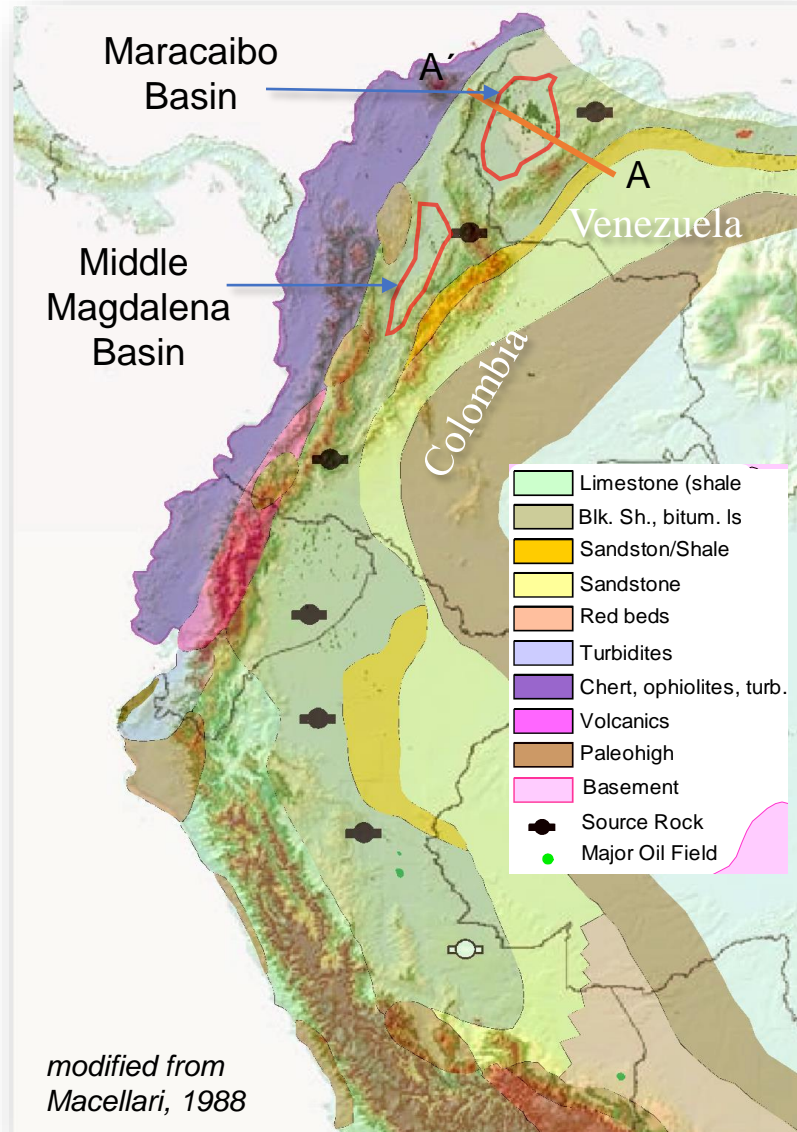 Maracaibo
Basin
A´
A
Venezuela
Middle
Magdalena
Basin
Colombia
Limestone (shale
Blk. Sh., bitum. ls
Sandston/Shale
Sandstone
Red beds
Turbidites
Chert, ophiolites, turb.
Volcanics
Paleohigh
Basement
Source Rock
Major Oil Field
modified from
Macellari, 1988